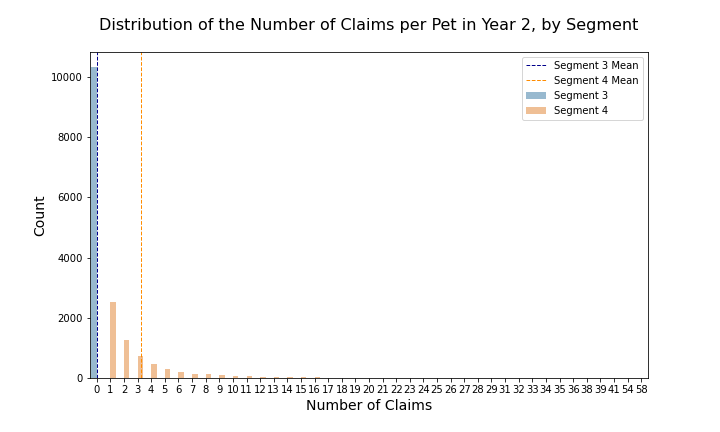 Distribution of the Number of Claims per Pet in Year 2, by Segment
Segment 3 Mean
Segment 4 Mean
Segment 3
Segment 4
Count
10000
8000
6000
4000
2000
0
0 1 2 3 4 5 6 7 8 9 10 11 12 13 14 15 16 17 18 19 20 21 22 23 24 25 26 27 28 29 31 32 33 34 35 36 38 39 41 54 58
Number of Claims